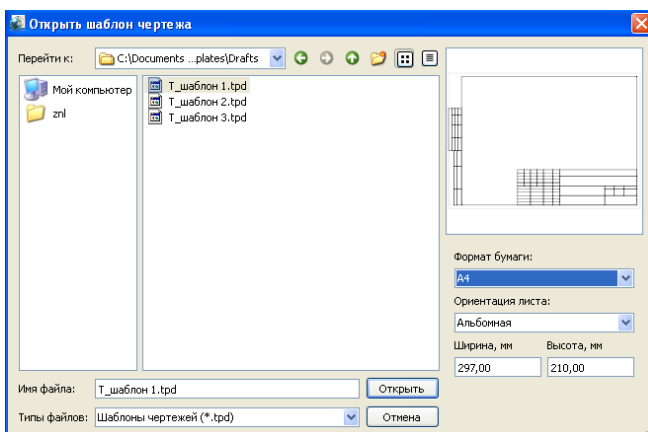 Открыть шаблон чертежа
Перейти к:
C:\Documents ...plates\Drafts
Мой компьютер
znl
Т_шаблон 1.tpd
Т_шаблон 2.tpd
Т_шаблон 3.tpd
Формат бумаги:
A4
Ориентация листа:
Альбомная
Ширина, мм Высота, мм
297,00 210,00
Имя файла: Т_шаблон 1.tpd Открыть
Типы файлов: Шаблоны чертежей (*.tpd) Отмена